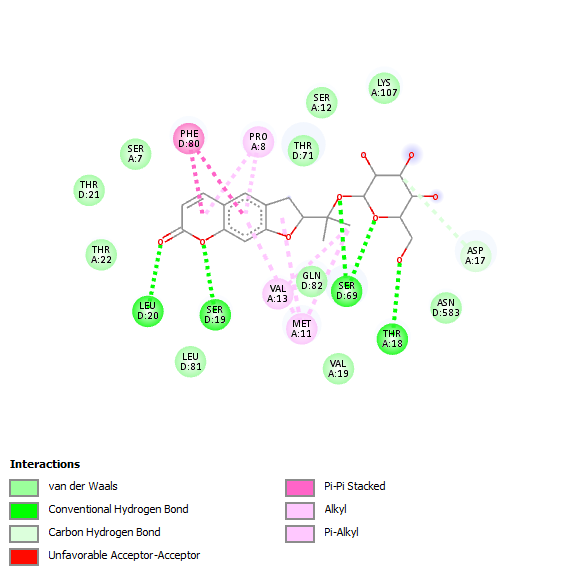 LYS
A:107
SER
A:12
PHE
D:80
PRO
A:8
THR
D:71
SER
A:7
THR
D:21
O
O
O
O
THR
A:22
O
O
O
O
O
ASP
A:17
GLN
D:82
VAL
A:13
SER
D:69
ASN
D:583
LEU
D:20
SER
D:19
MET
A:11
THR
A:18
LEU
D:81
VAL
A:19
Interactions
van der Waals
Conventional Hydrogen Bond
Carbon Hydrogen Bond
Unfavorable Acceptor-Acceptor
Pi-Pi Stacked
Alkyl
Pi-Alkyl